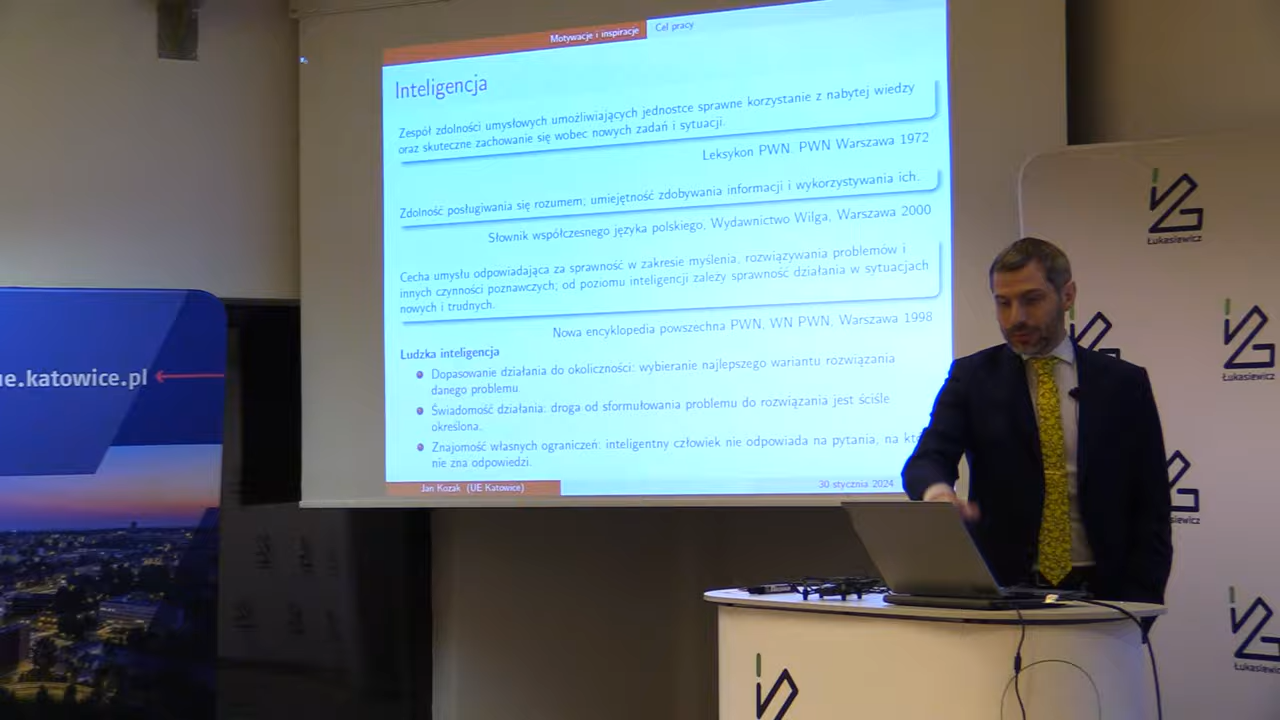 Motywacje i inspiracje
Cel pracy
Inteligencja
Zespół zdolności umysłowych umożliwiających jednostce sprawne korzystanie z nabytej wiedzy
oraz skuteczne zachowanie się wobec nowych zadań i sytuacji.
Leksykon PWN. PWN Warszawa 1972
Zdolność posługiwania się rozumem; umiejętność zdobywania informacji i wykorzystywania ich.
Słownik współczesnego języka polskiego, Wydawnictwo Wilga, Warszawa 2000
Cecha umysłu odpowiadająca za sprawność w zakresie myślenia, rozwiązywania problemów i
innych czynności poznawczych; od poziomu inteligencji zależy sprawność działania w sytuacjach
nowych i trudnych.
Nowa encyklopedia powszechna PWN, WN PWN, Warszawa 1998
Ludzka inteligencja
Dopasowanie działania do okoliczności: wybieranie najlepszego wariantu rozwiązania
danego problemu.
Świadomość działania: droga od sformułowania problemu do rozwiązania jest ściśle
określona.
Znajomość własnych ograniczeń: inteligentny człowiek nie odpowiada na pytania, na
nie zna odpowiedzi.
Jan Kozak (UE Katowice)
30 stycznia 2024
ue.katowice.pl
Łukasiewicz
Łukasiewicz